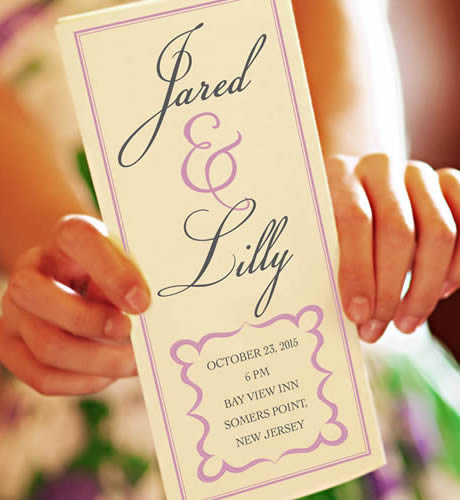 Jared
&
Lilly
OCTOBER 23, 2015
6 PM
BAY VIEW INN
SOMERS POINT,
NEW JERSEY